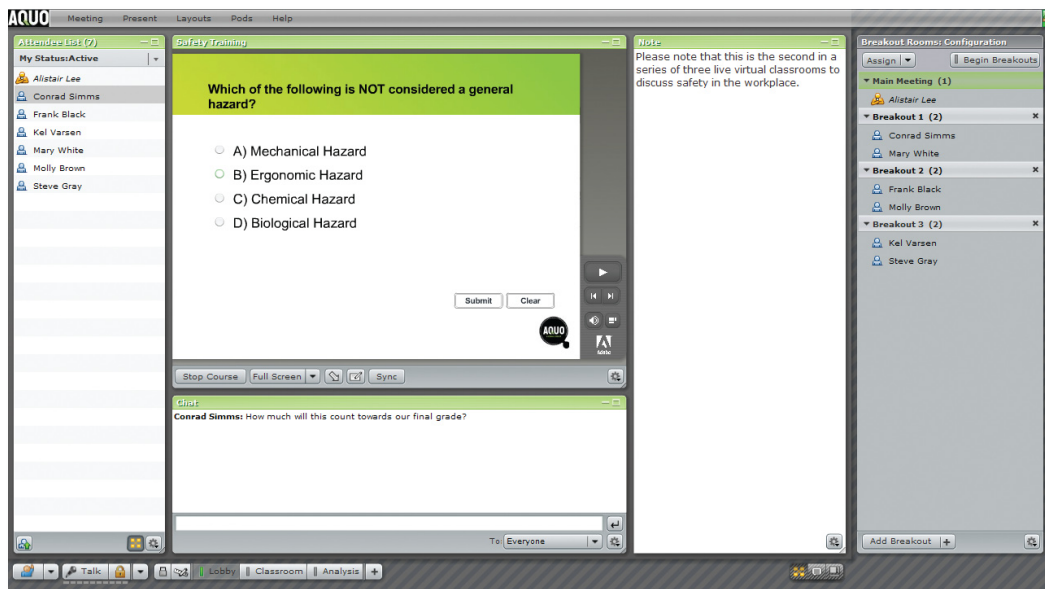 AQUO Meeting Present Layouts Pods Help
Attendee List (7)
My Status:Active
Alistair Lee
Conrad Simms
Frank Black
Kel Varsen
Mary White
Molly Brown
Steve Gray
Safety Training
Which of the following is NOT considered a general
hazard?
A) Mechanical Hazard
B) Ergonomic Hazard
C) Chemical Hazard
D) Biological Hazard
Submit Clear
AQUO
Adobe
Stop Course Full Screen Sync
Chat
Conrad Simms: How much will this count towards our final grade?
To: Everyone
Note
Please note that this is the second in a
series of three live virtual classrooms to
discuss safety in the workplace.
Breakout Rooms: Configuration
Assign Begin Breakouts
Main Meeting (1)
Alistair Lee
Breakout 1 (2)
Conrad Simms
Mary White
Breakout 2 (2)
Frank Black
Molly Brown
Breakout 3 (2)
Kel Varsen
Steve Gray
Add Breakout +
Talk Lobby Classroom Analysis +